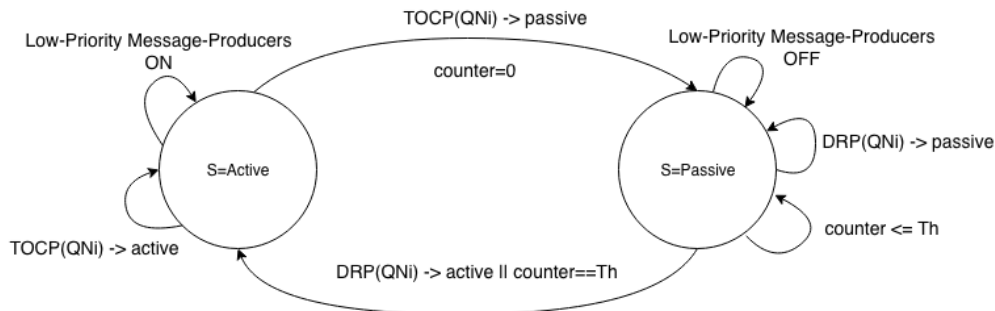 TOCP(QNi) -> passive
Low-Priority Message-Producers
ON
Low-Priority Message-Producers
OFF
counter=0
DRP(QNi) -> passive
S=Active
S=Passive
counter <= Th
TOCP(QNi) -> active
DRP(QNi) -> active || counter==Th